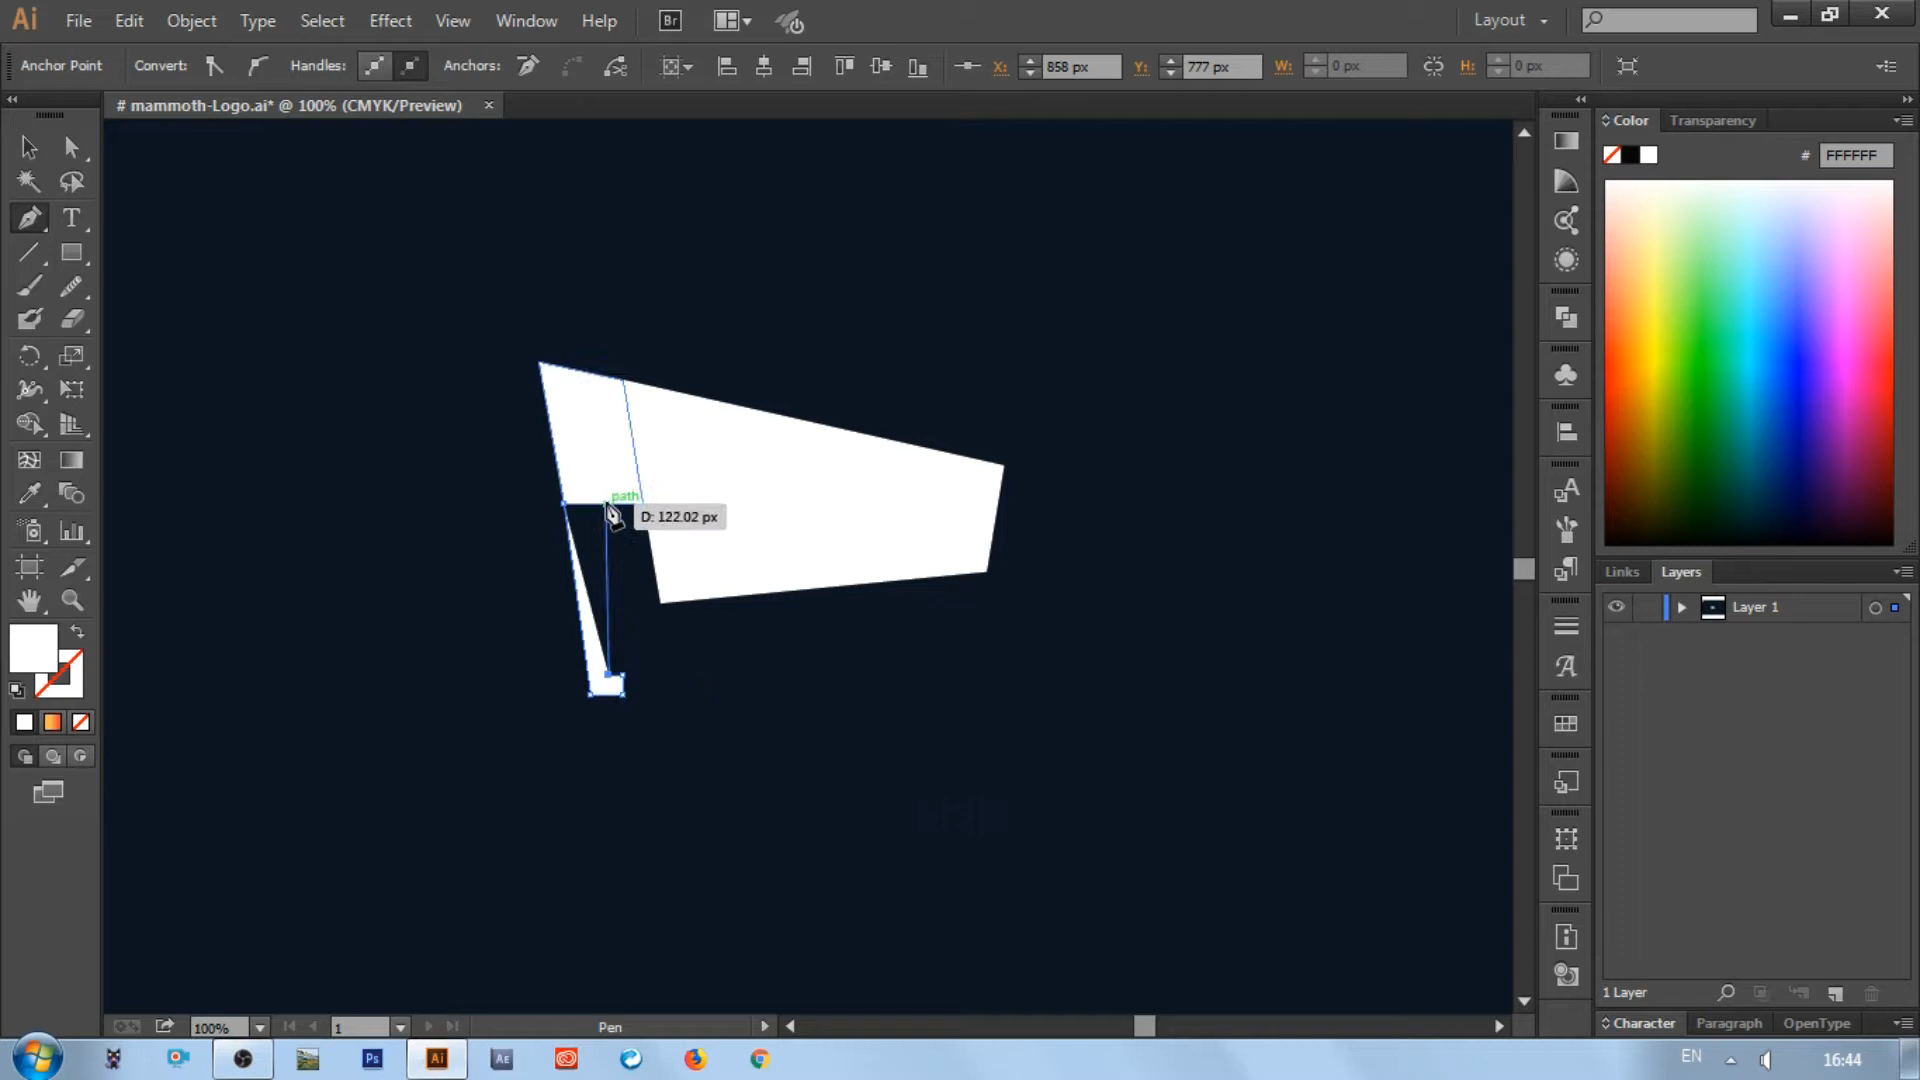 Ai File Edit Object Type Select Effect View Window Help Br Layout
Anchor Point Convert: Handles: Anchors: X: 858 px Y: 777 px W: 0 px H: 0 px
# mammoth-Logo.ai* @ 100% (CMYK/Preview)
Color Transparency
# FFFFFF
T
path
D: 122.02 px
Links Layers
Layer 1
A
1 Layer
100% 1 Pen
Character Paragraph OpenType
Ps Ai AE EN 16:44